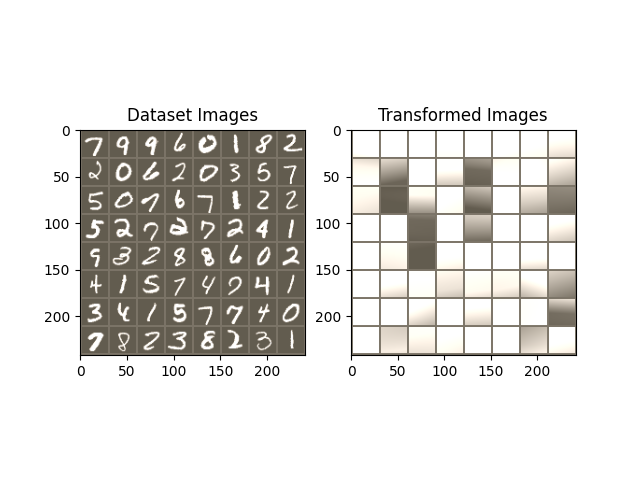 Dataset Images
Transformed Images
0
50
100
150
200
7 9 9 6 0 1 8 2
2 0 6 2 0 3 5 7
5 0 7 6 7 1 2 2
5 2 7 2 7 2 4 1
9 3 2 8 8 6 0 2
4 1 5 7 4 7 4 1
3 4 1 5 7 7 4 0
7 8 2 3 8 2 3 1
0 50 100 150 200
0
50
100
150
200
0 50 100 150 200